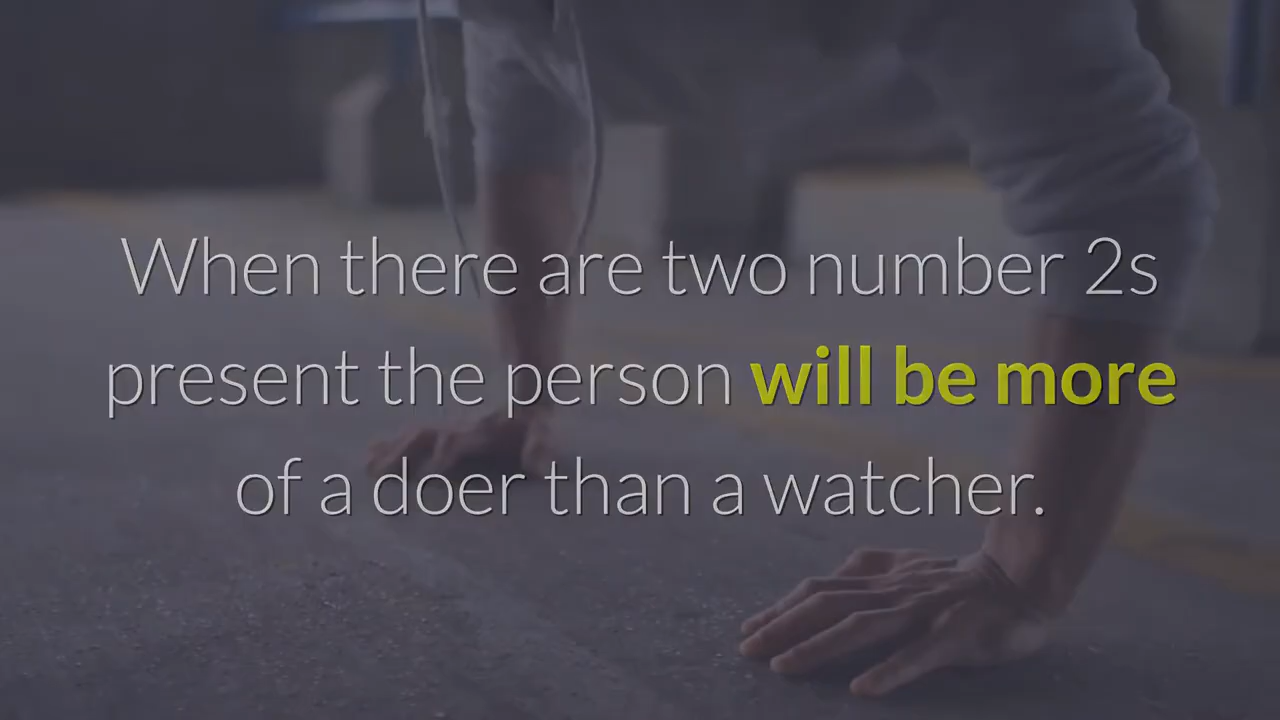 When there are two number 2s
present the person will be more
of a doer than a watcher.